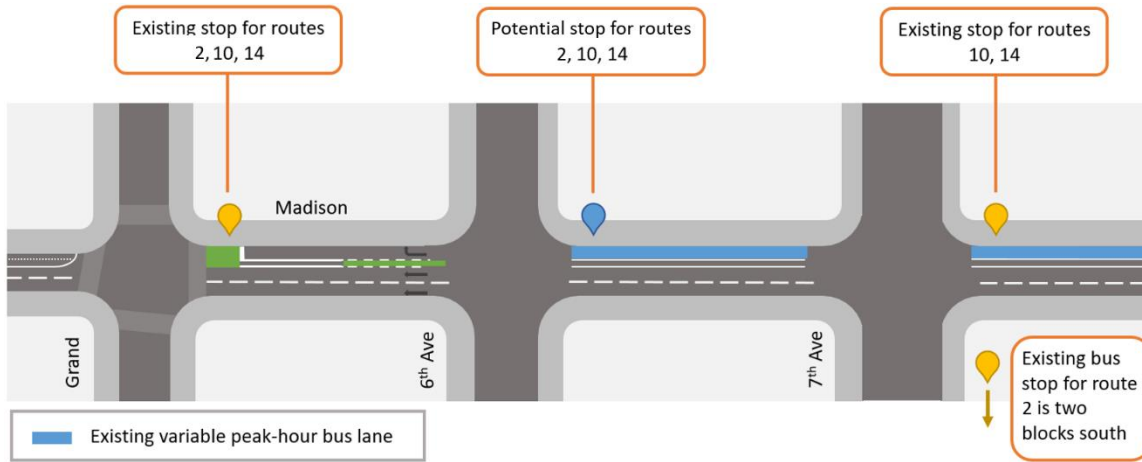 Existing stop for routes
2, 10, 14
Potential stop for routes
2, 10, 14
Existing stop for routes
10, 14
Madison
Grand
6th Ave
7th Ave
Existing bus
stop for route
2 is two
blocks south
Existing variable peak-hour bus lane